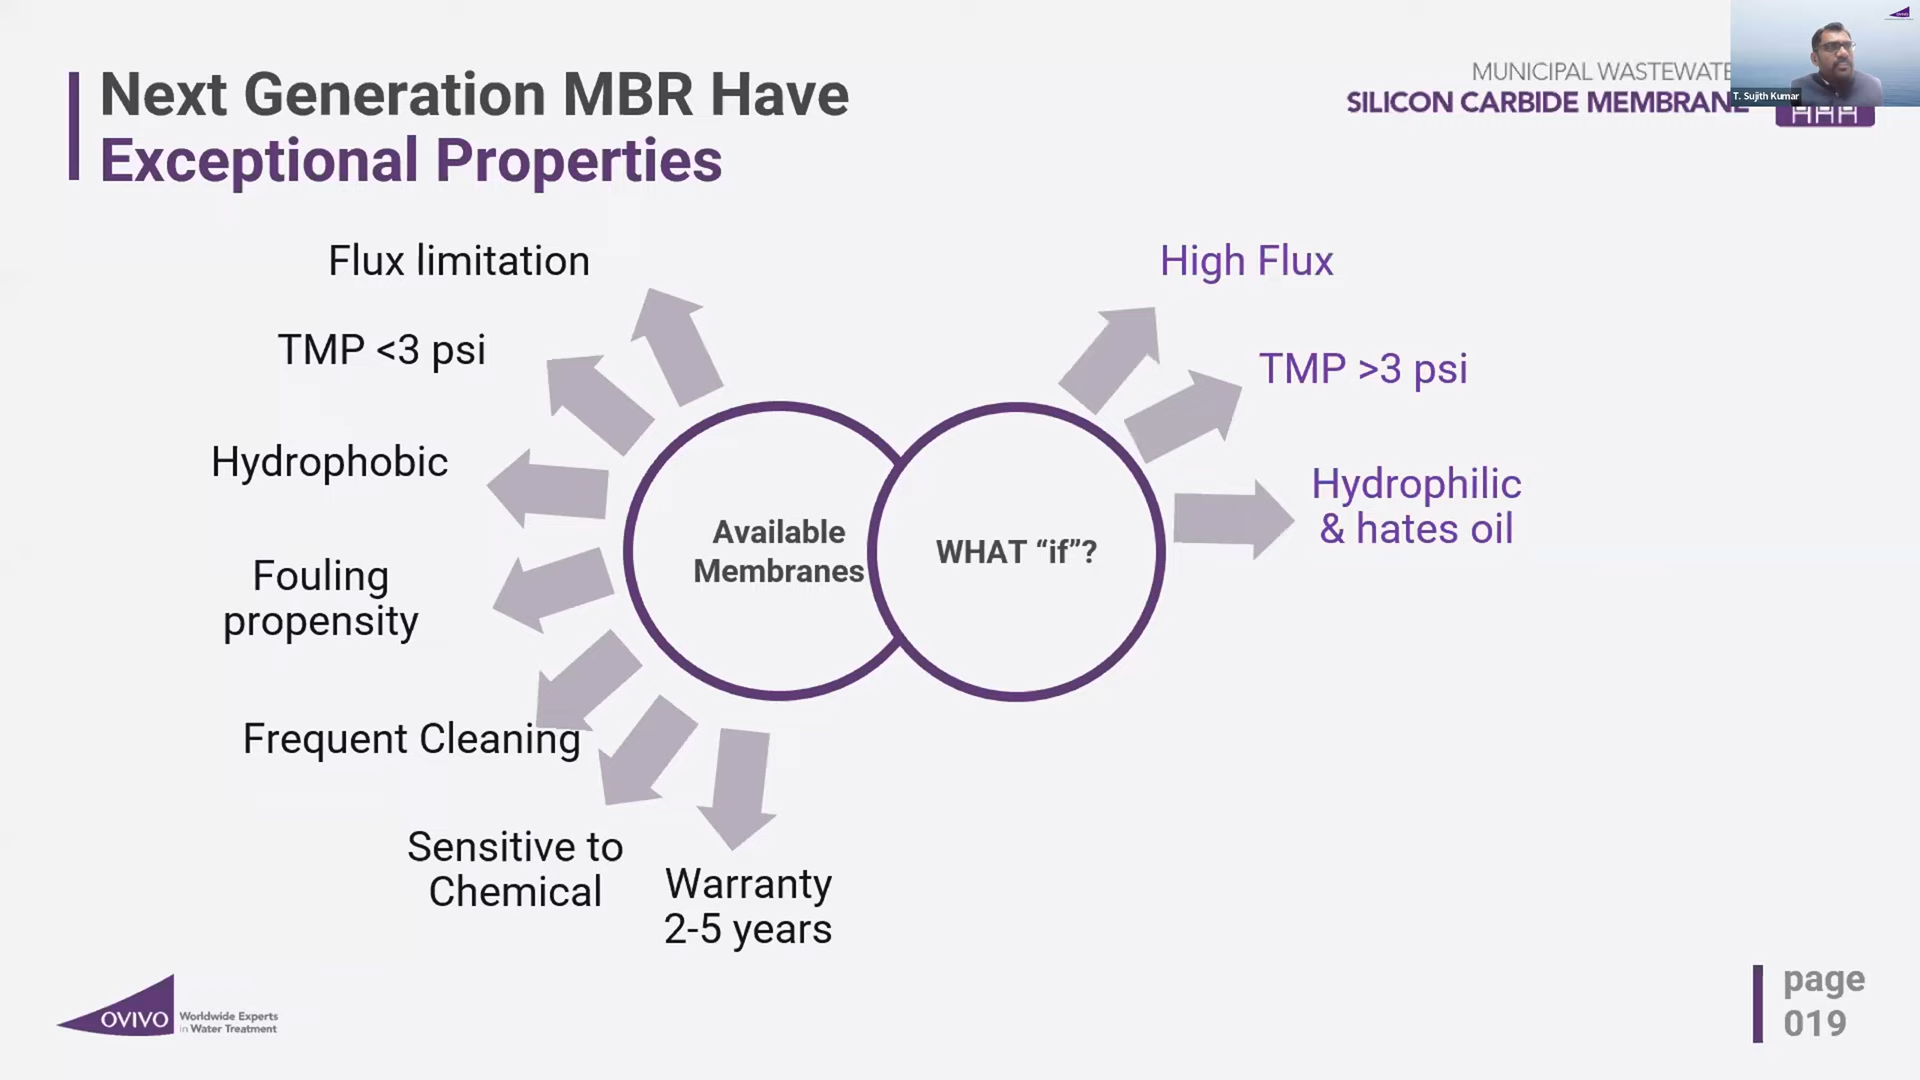 Next Generation MBR Have
Exceptional Properties
MUNICIPAL WASTEWATE
SILICON CARBIDE MEMBRANE
T. Sujith Kumar
Flux limitation
TMP <3 psi
Hydrophobic
Fouling
propensity
Frequent Cleaning
Sensitive to
Chemical
Warranty
2-5 years
Available
Membranes
WHAT “if”?
High Flux
TMP >3 psi
Hydrophilic
& hates oil
OVIVO
Worldwide Experts
in Water Treatment
page
019